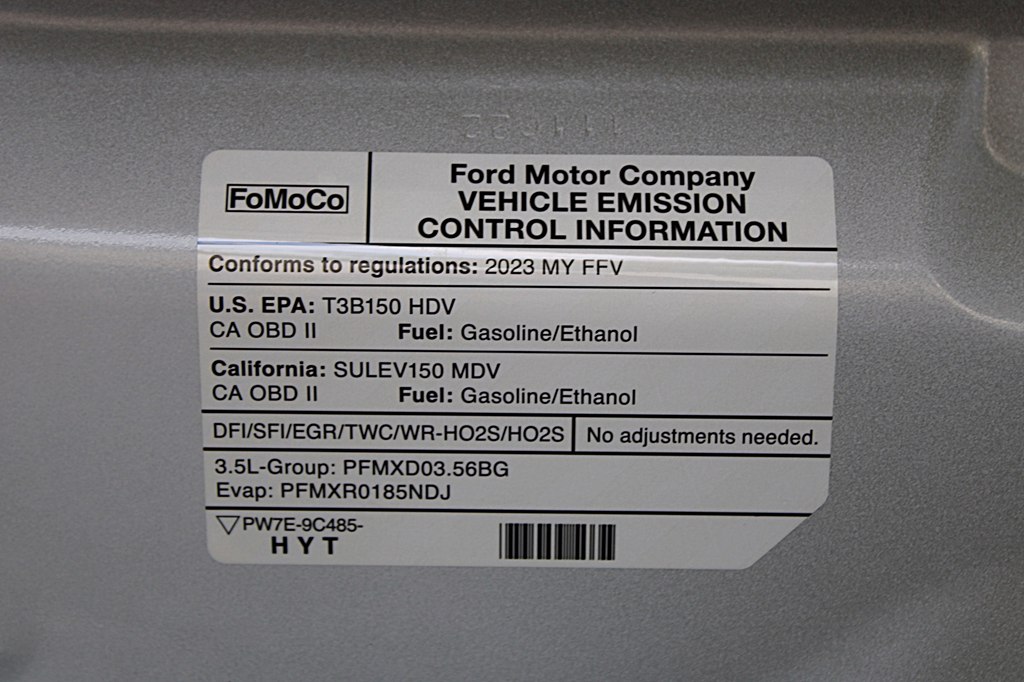 FoMoCo
Ford Motor Company
VEHICLE EMISSION
CONTROL INFORMATION
Conforms to regulations: 2023 MY FFV
U.S. EPA: T3B150 HDV
CA OBD II Fuel: Gasoline/Ethanol
California: SULEV150 MDV
CA OBD II Fuel: Gasoline/Ethanol
DFI/SFI/EGR/TWC/WR-HO2S/HO2S No adjustments needed.
3.5L-Group: PFMXD03.56BG
Evap: PFMXR0185NDJ
PW7E-9C485-
HYT